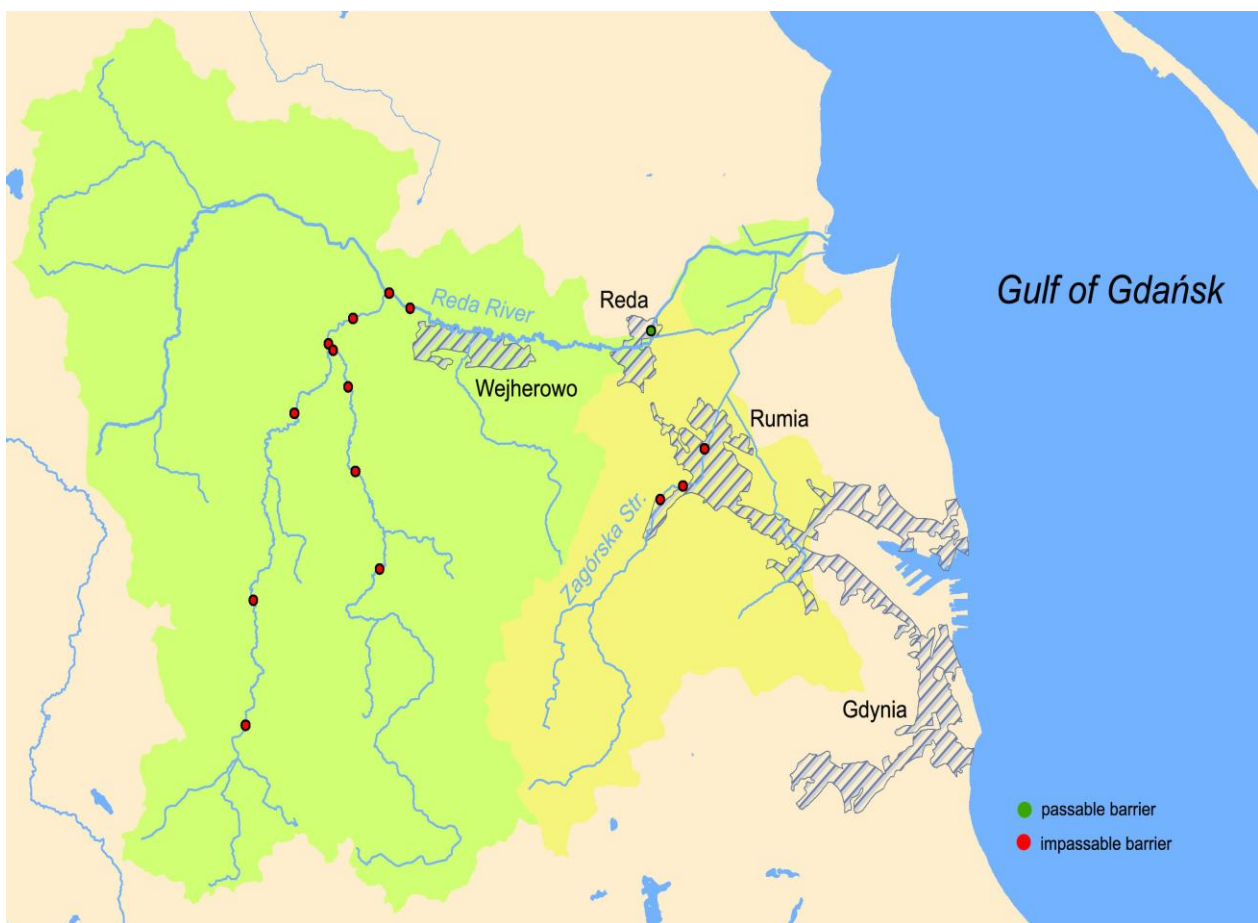 Gulf of Gdańsk
Reda River
Reda
Wejherowo
Rumia
Zagórska Str.
Gdynia
passable barrier
impassable barrier